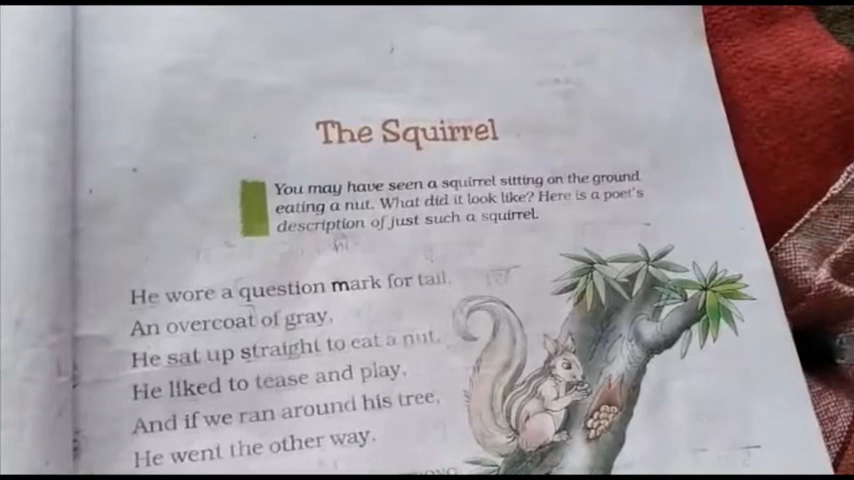 The Squirrel
You may have seen a squirrel sitting on the ground
eating a nut. What did it look like? Here is a poet's
description of just such a squirrel.
He wore a question mark for tail,
An overcoat of gray,
He sat up straight to eat a nut,
He liked to tease and play,
And if we ran around his tree,
He went the other way.